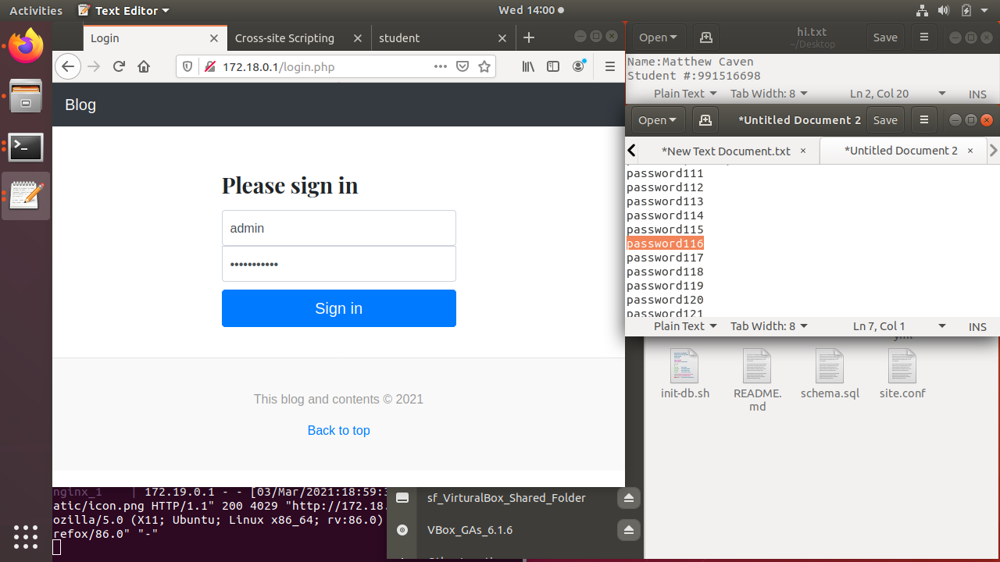 Activities
Text Editor
Wed 14:00
Login
Cross-site Scripting
student
172.18.0.1/login.php
Blog
Please sign in
admin
•••••••••••
Sign in
This blog and contents © 2021
Back to top
Open
hi.txt
~/Desktop
Save
Name:Matthew Caven
Student #:991516698
Plain Text
Tab Width: 8
Ln 2, Col 20
INS
Open
*Untitled Document 2
Save
*New Text Document.txt
*Untitled Document 2
password111
password112
password113
password114
password115
password116
password117
password118
password119
password120
password121
Plain Text
Tab Width: 8
Ln 7, Col 1
INS
init-db.sh
README.
md
schema.sql
site.conf
nginx_1 | 172.19.0.1 - - [03/Mar/2021:18:59:3
atic/icon.png HTTP/1.1" 200 4029 "http://172.18.
ozilla/5.0 (X11; Ubuntu; Linux x86_64; rv:86.0)
refox/86.0" "-"
sf_VirturalBox_Shared_Folder
VBox_GAs_6.1.6